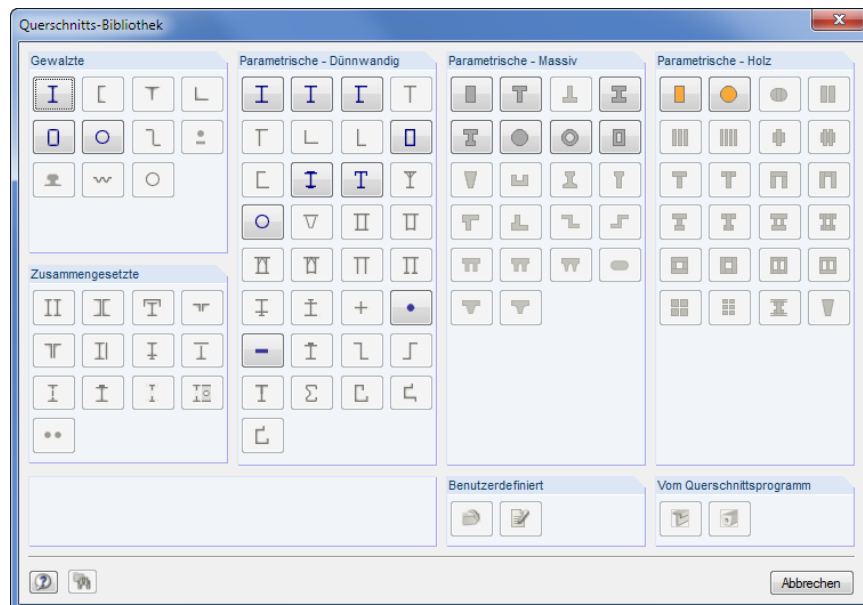 Querschnitts-Bibliothek
Gewalzte
Parametrische - Dünnwandig
Parametrische - Massiv
Parametrische - Holz
Zusammengesetzte
Benutzerdefiniert
Vom Querschnittsprogramm
Abbrechen